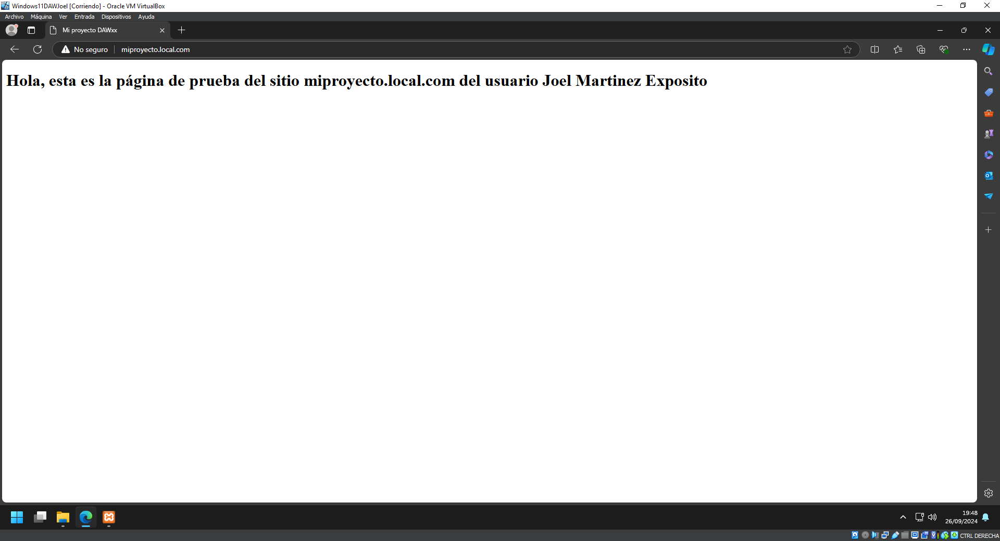 Windows11DAWJoel [Corriendo] - Oracle VM VirtualBox
Archivo Máquina Ver Entrada Dispositivos Ayuda
Mi proyecto DAWxx
No seguro miproyecto.local.com
Hola, esta es la página de prueba del sitio miproyecto.local.com del usuario Joel Martinez Exposito
19:48
26/09/2024
CTRL DERECHA